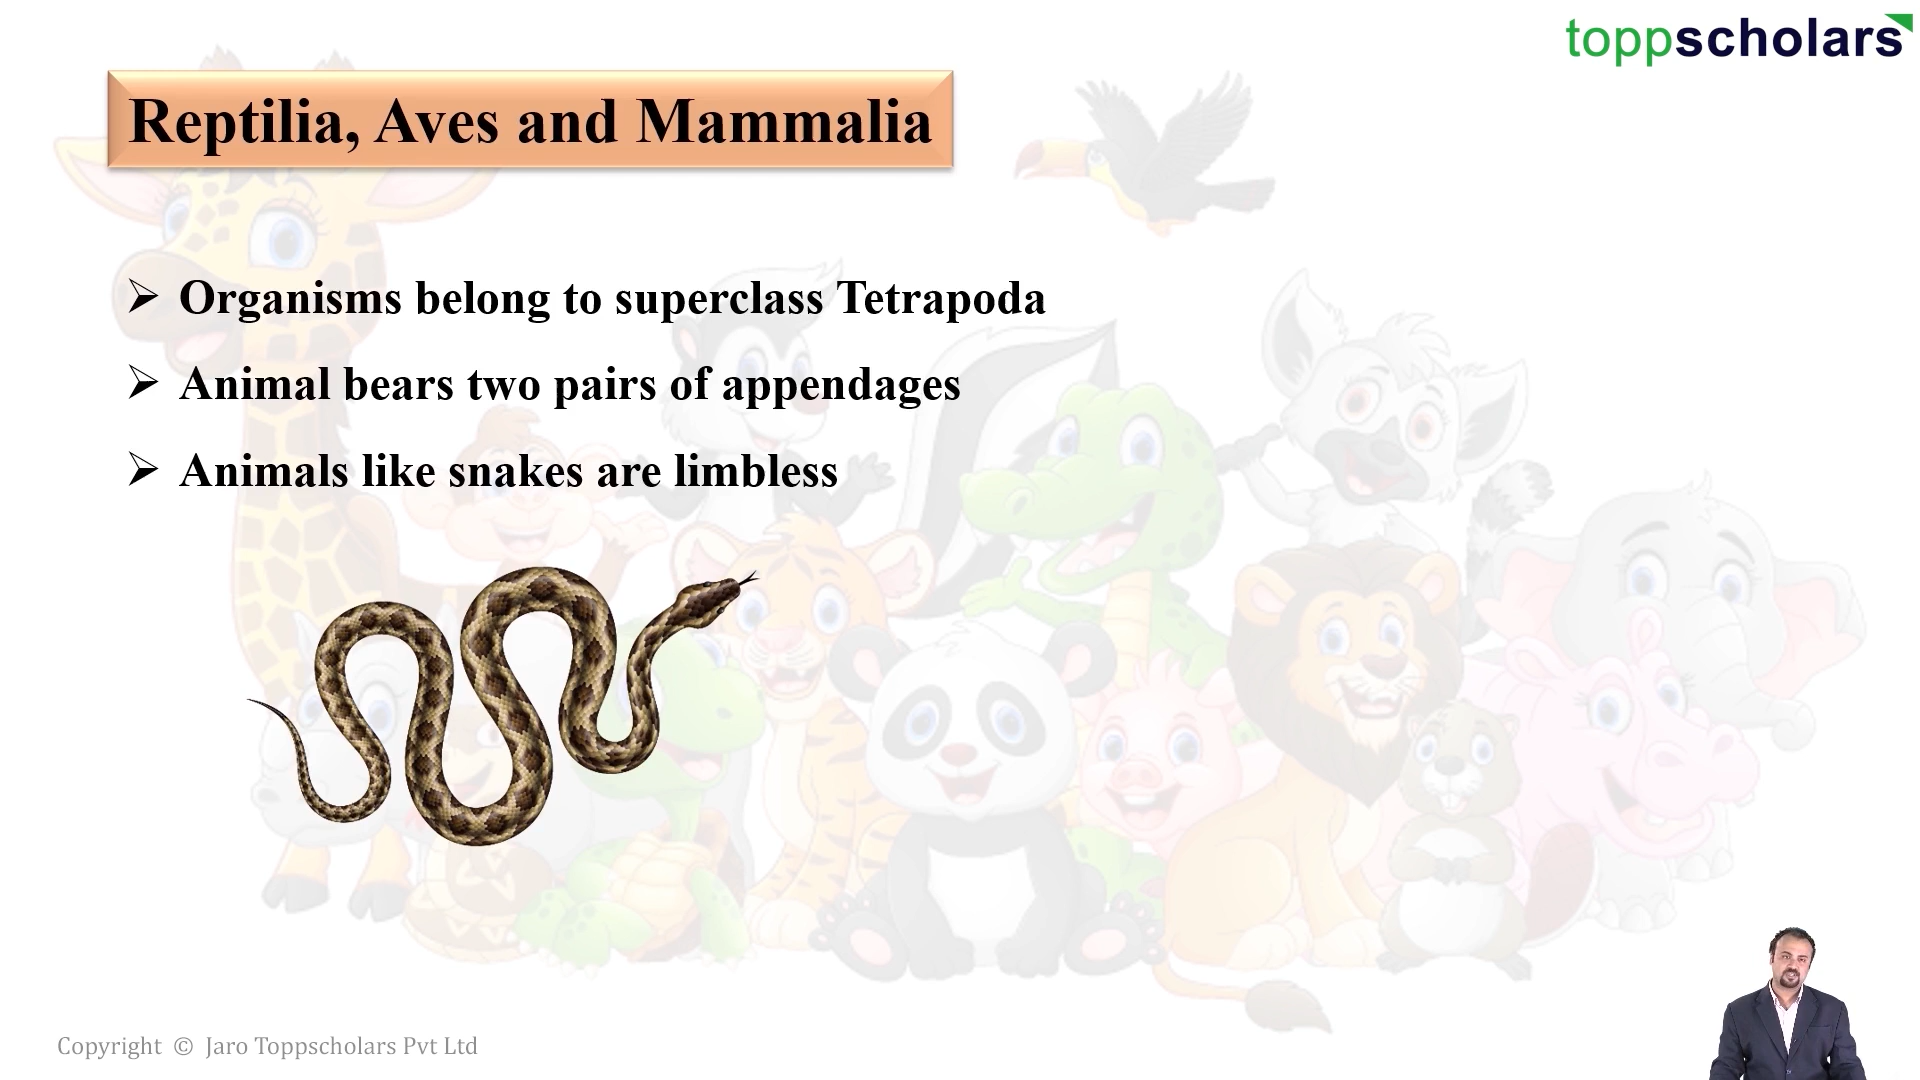 toppscholars
Reptilia, Aves and Mammalia
➢ Organisms belong to superclass Tetrapoda
➢ Animal bears two pairs of appendages
➢ Animals like snakes are limbless
Copyright © Jaro Toppscholars Pvt Ltd